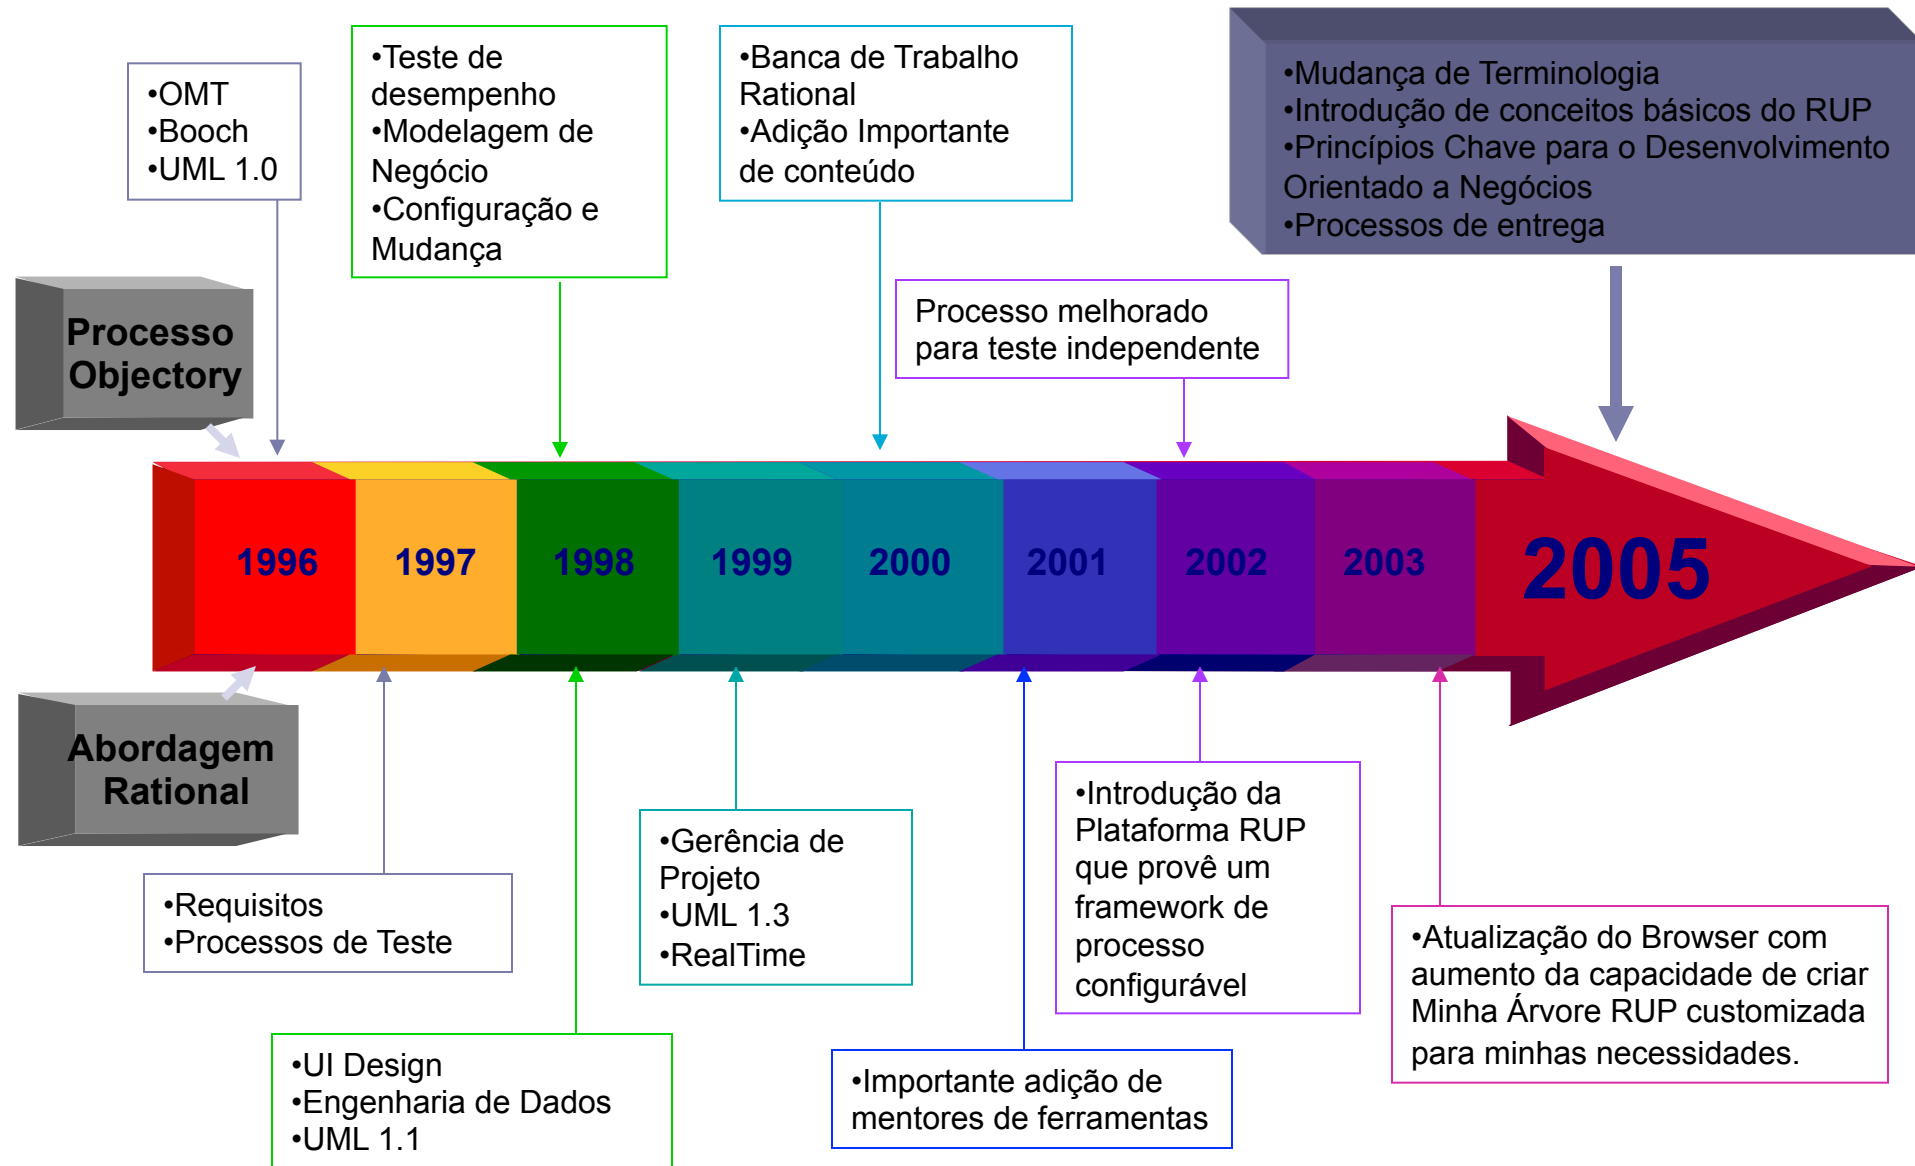 •OMT
•Booch
•UML 1.0
•Teste de
desempenho
•Modelagem de
Negócio
•Configuração e
Mudança
•Banca de Trabalho
Rational
•Adição Importante
de conteúdo
•Mudança de Terminologia
•Introdução de conceitos básicos do RUP
•Princípios Chave para o Desenvolvimento
Orientado a Negócios
•Processos de entrega
Processo
Objectory
Processo melhorado
para teste independente
1996
1997
1998
1999
2000
2001
2002
2003
2005
Abordagem
Rational
•Requisitos
•Processos de Teste
•UI Design
•Engenharia de Dados
•UML 1.1
•Gerência de
Projeto
•UML 1.3
•RealTime
•Importante adição de
mentores de ferramentas
•Introdução da
Plataforma RUP
que provê um
framework de
processo
configurável
•Atualização do Browser com
aumento da capacidade de criar
Minha Árvore RUP customizada
para minhas necessidades.